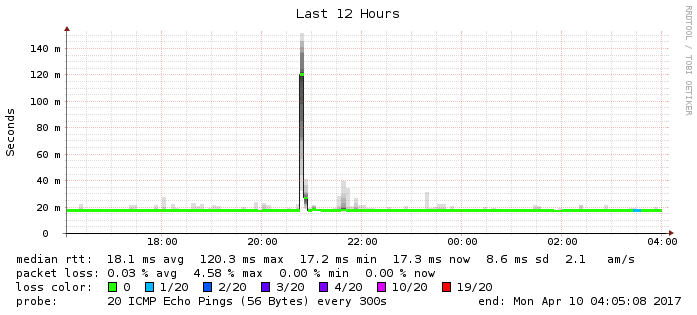 Last 12 Hours
RRDTOOL / TOBI OETIKER
Seconds
140 m
120 m
100 m
80 m
60 m
40 m
20 m
0
18:00 20:00 22:00 00:00 02:00 04:00
median rtt: 18.1 ms avg 120.3 ms max 17.2 ms min 17.3 ms now 8.6 ms sd 2.1 am/s
packet loss: 0.03 % avg 4.58 % max 0.00 % min 0.00 % now
loss color: 0 1/20 2/20 3/20 4/20 10/20 19/20
probe: 20 ICMP Echo Pings (56 Bytes) every 300s end: Mon Apr 10 04:05:08 2017